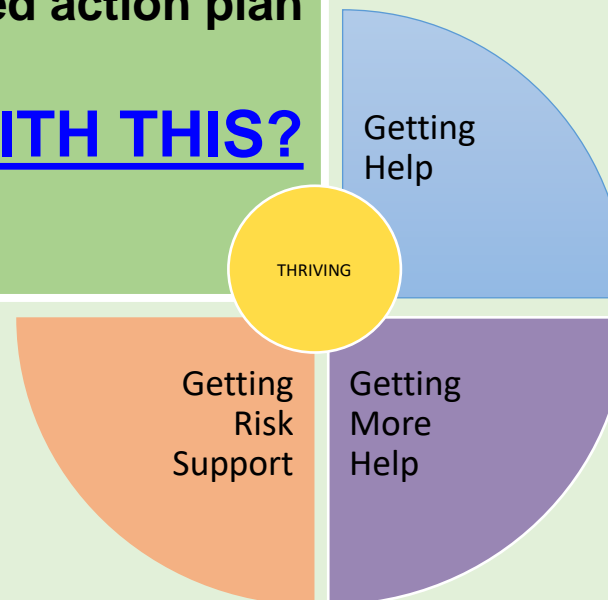 ed action plan
ITH THIS?
Getting
Help
THRIVING
Getting
Risk
Support
Getting
More
Help